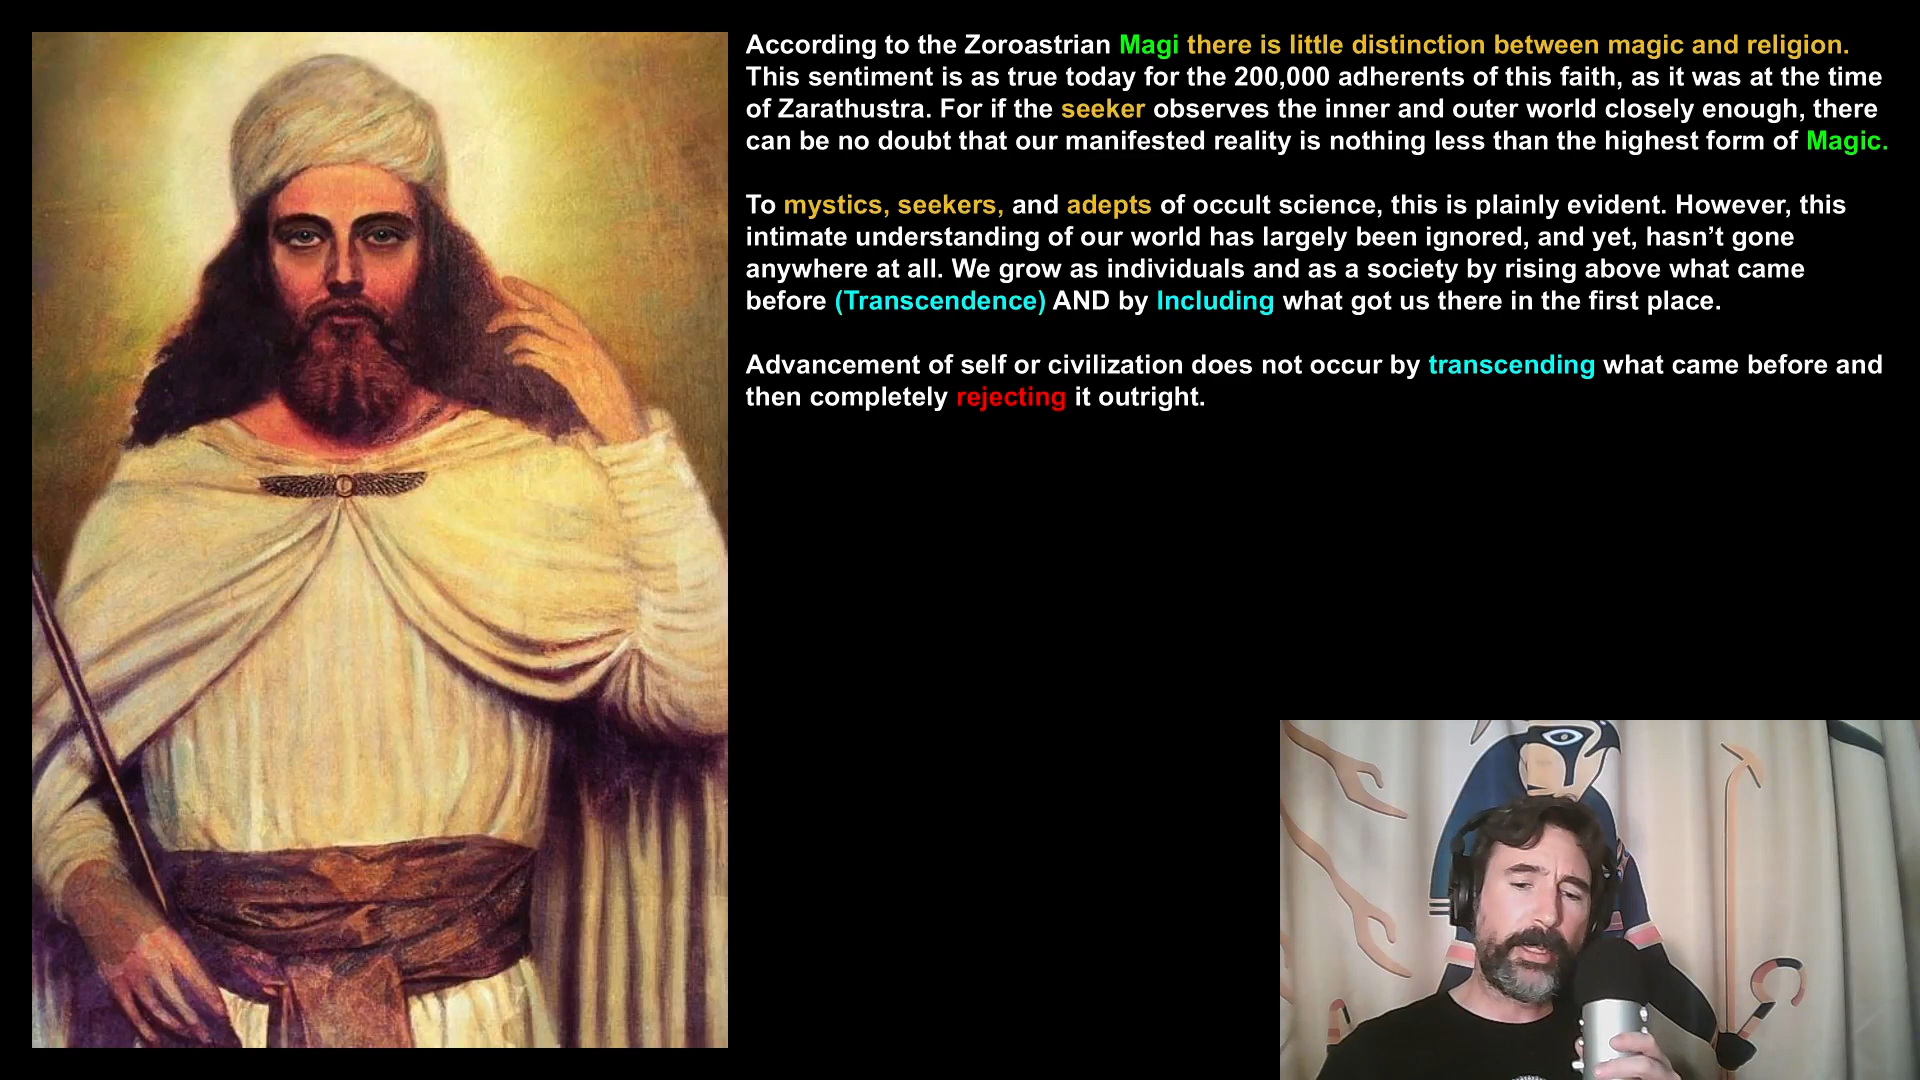 According to the Zoroastrian Magi there is little distinction between magic and religion.
This sentiment is as true today for the 200,000 adherents of this faith, as it was at the time
of Zarathustra. For if the seeker observes the inner and outer world closely enough, there
can be no doubt that our manifested reality is nothing less than the highest form of Magic.
To mystics, seekers, and adepts of occult science, this is plainly evident. However, this
intimate understanding of our world has largely been ignored, and yet, hasn’t gone
anywhere at all. We grow as individuals and as a society by rising above what came
before (Transcendence) AND by Including what got us there in the first place.
Advancement of self or civilization does not occur by transcending what came before and
then completely rejecting it outright.